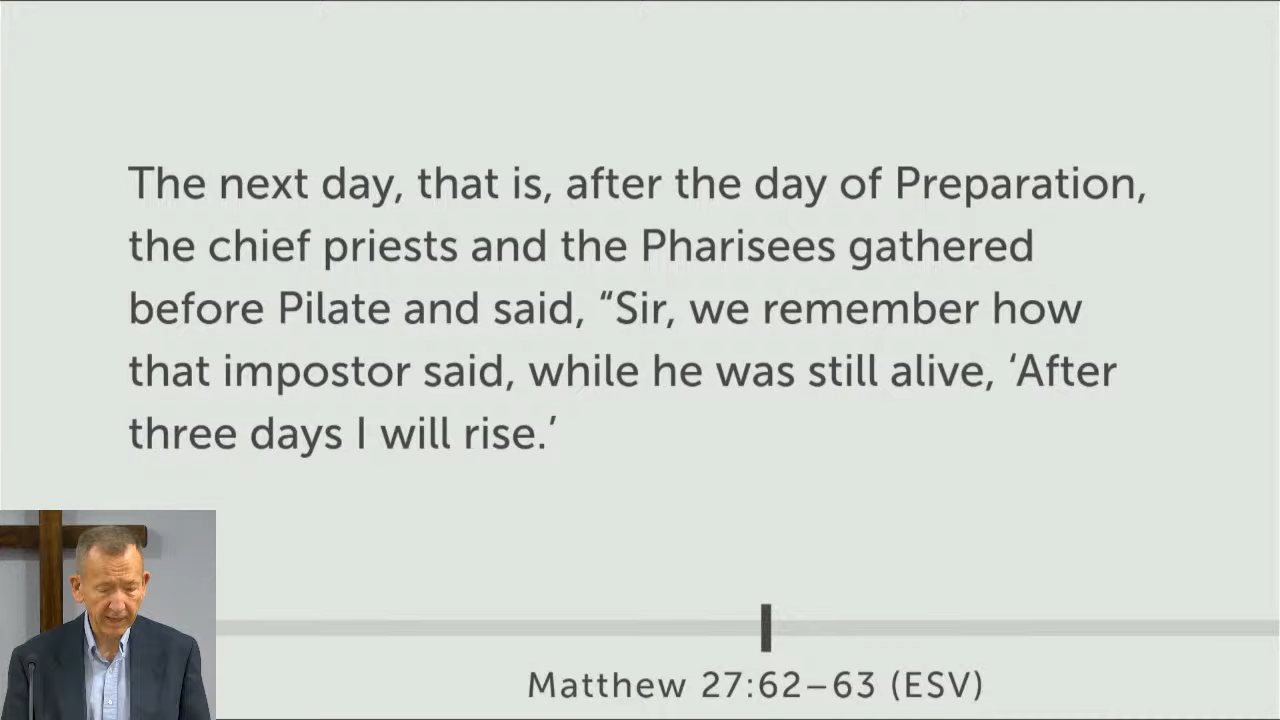 The next day, that is, after the day of Preparation,
the chief priests and the Pharisees gathered
before Pilate and said, “Sir, we remember how
that impostor said, while he was still alive, ‘After
three days I will rise.’
Matthew 27:62–63 (ESV)